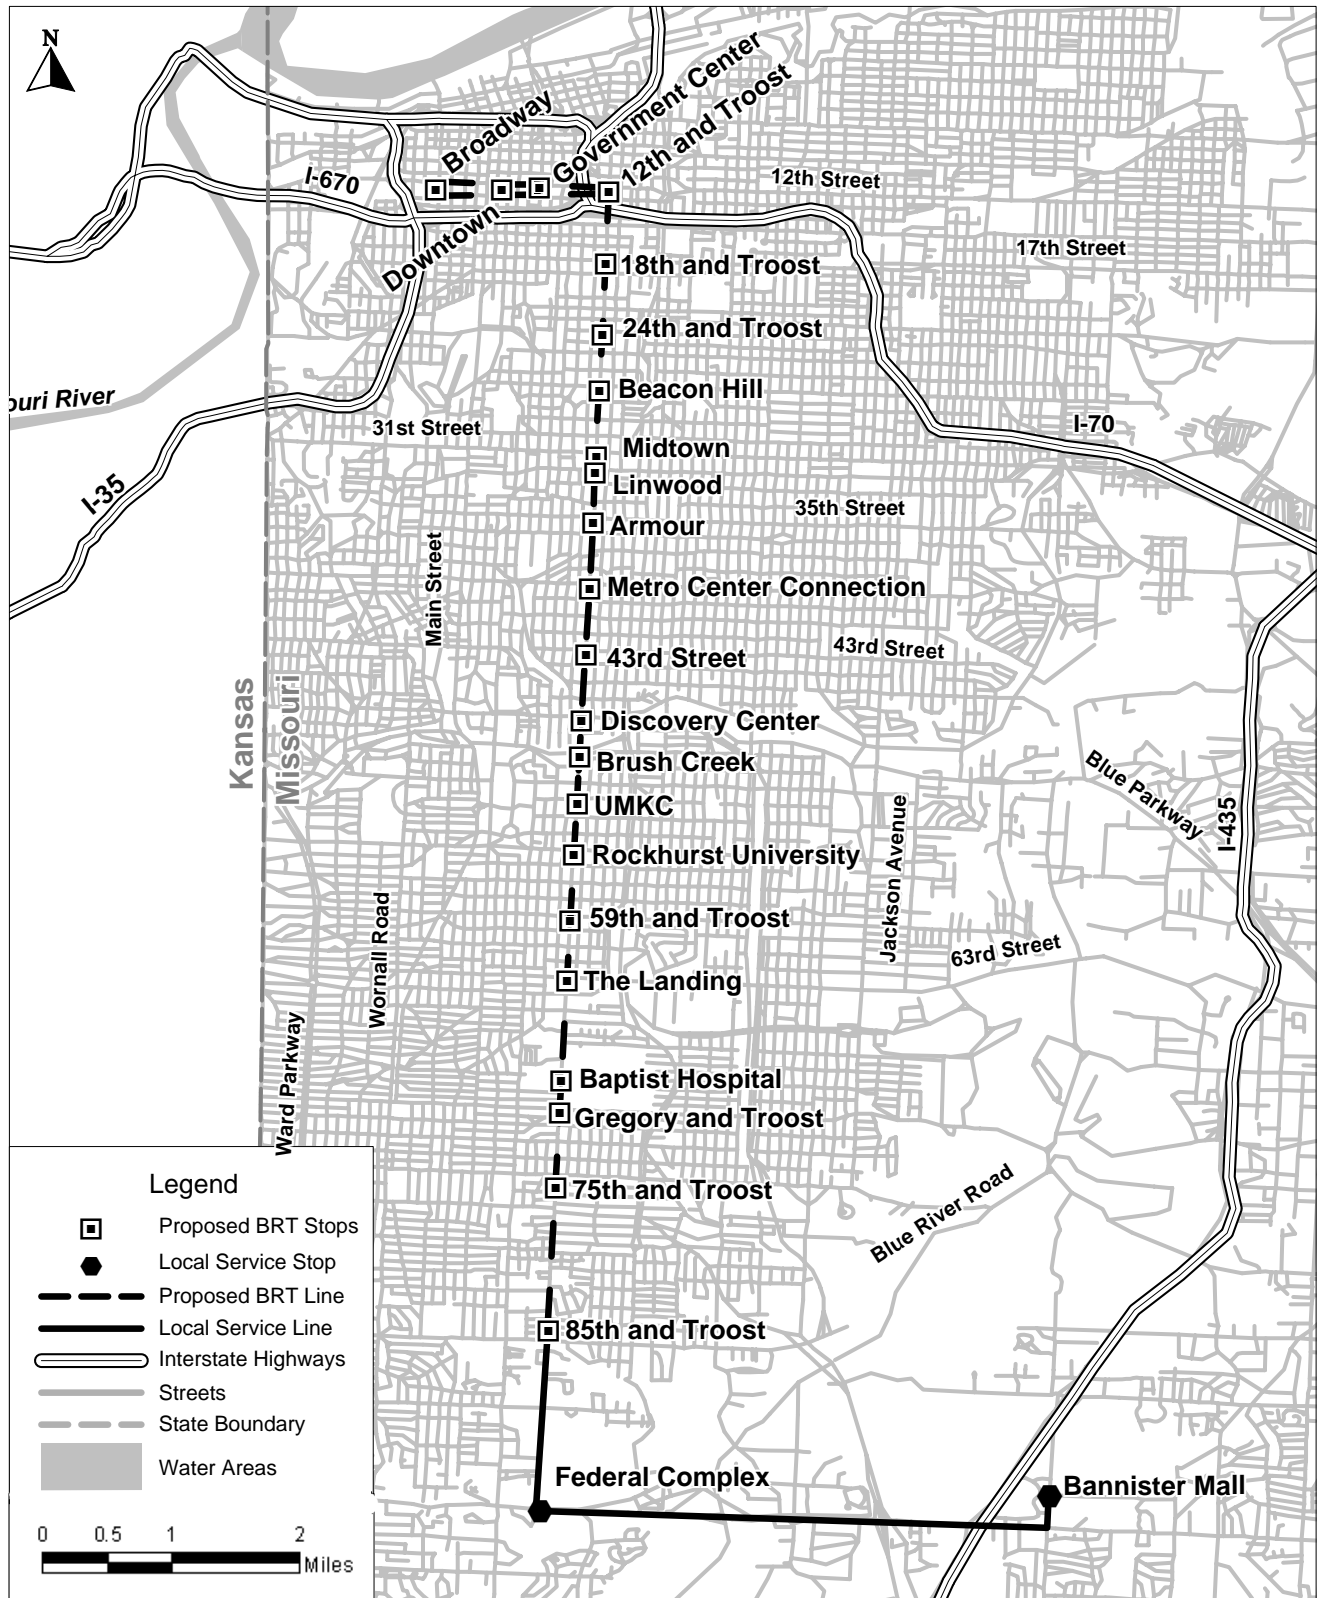 N
Broadway
Government Center
12th and Troost
I-670
12th Street
Downtown
17th Street
18th and Troost
24th and Troost
Beacon Hill
ouri River
31st Street
I-70
Midtown
Linwood
I-35
35th Street
Armour
Main Street
Metro Center Connection
43rd Street
43rd Street
Kansas
Missouri
Discovery Center
Brush Creek
Blue Parkway
UMKC
Jackson Avenue
I-435
Rockhurst University
Wornall Road
59th and Troost
63rd Street
The Landing
Ward Parkway
Baptist Hospital
Gregory and Troost
75th and Troost
Blue River Road
85th and Troost
Federal Complex
Bannister Mall
Legend
Proposed BRT Stops
Local Service Stop
Proposed BRT Line
Local Service Line
Interstate Highways
Streets
State Boundary
Water Areas
0 0.5 1 2
Miles